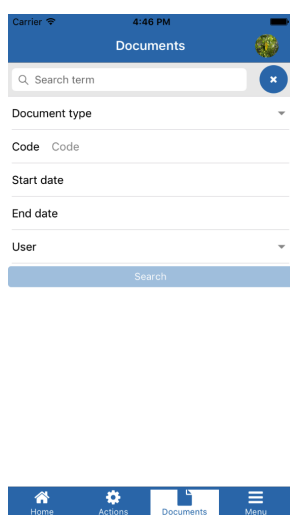 Carrier 4:46 PM
Documents
Search term
Document type
Code Code
Start date
End date
User
Search
Home Actions Documents Menu